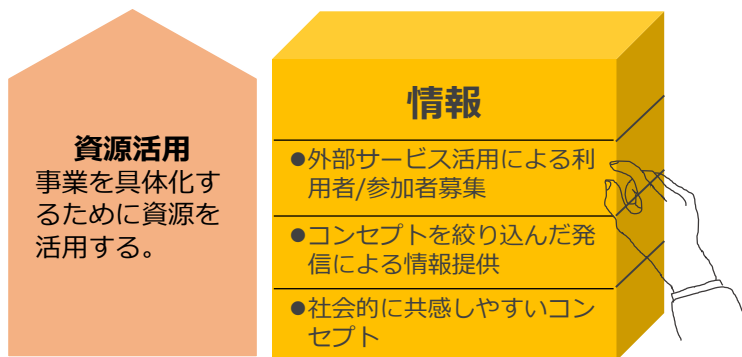 資源活用
事業を具体化す
るために資源を
活用する。
情報
●外部サービス活用による利
用者/参加者募集
●コンセプトを絞り込んだ発
信による情報提供
●社会的に共感しやすいコン
セプト